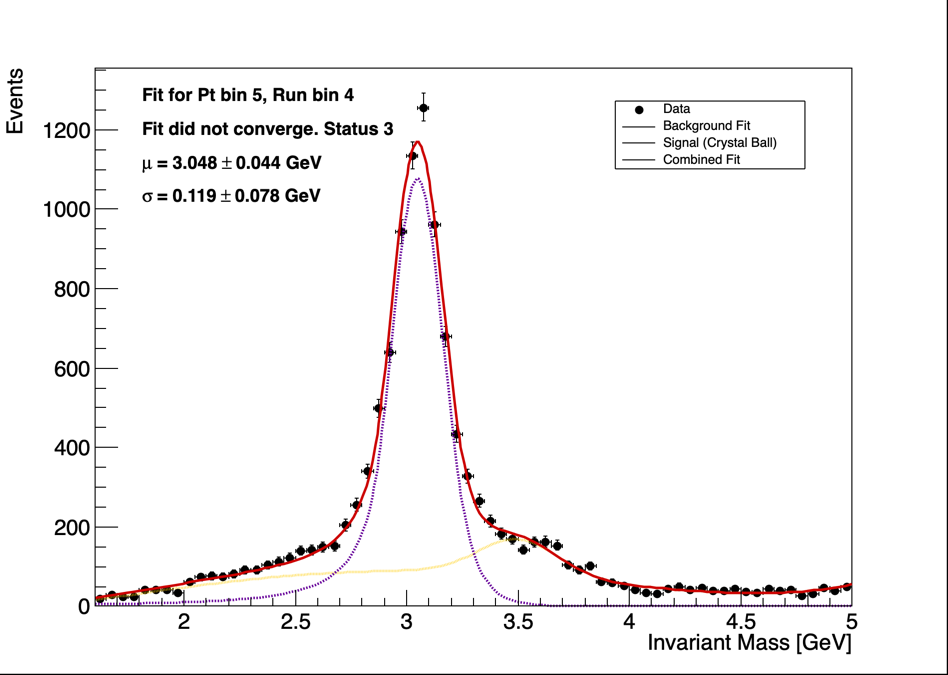 Events
Fit for Pt bin 5, Run bin 4
Fit did not converge. Status 3
μ = 3.048 ± 0.044 GeV
σ = 0.119 ± 0.078 GeV
Data
Background Fit
Signal (Crystal Ball)
Combined Fit
1200
1000
800
600
400
200
0
2 2.5 3 3.5 4 4.5 5
Invariant Mass [GeV]